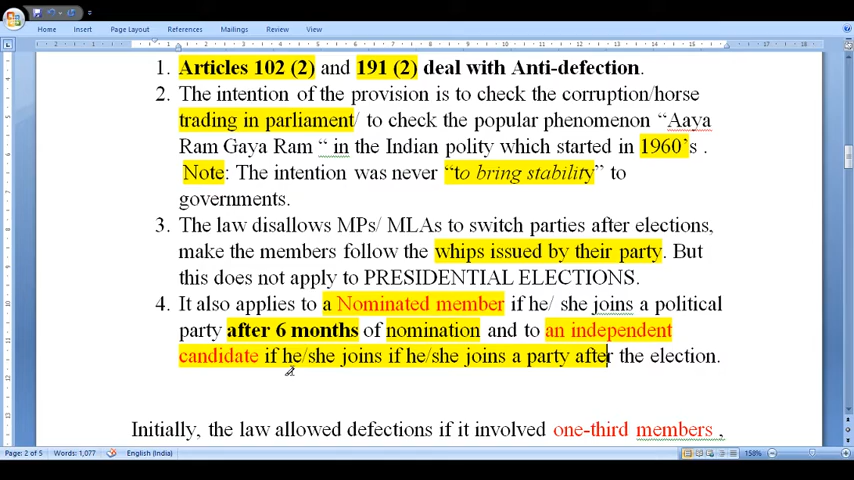 Home Insert Page Layout References Mailings Review View
1. Articles 102 (2) and 191 (2) deal with Anti-defection.
2. The intention of the provision is to check the corruption/horse
trading in parliament/ to check the popular phenomenon “Aaya
Ram Gaya Ram “ in the Indian polity which started in 1960’s .
Note: The intention was never “to bring stability” to
governments.
3. The law disallows MPs/ MLAs to switch parties after elections,
make the members follow the whips issued by their party. But
this does not apply to PRESIDENTIAL ELECTIONS.
4. It also applies to a Nominated member if he/ she joins a political
party after 6 months of nomination and to an independent
candidate if he/she joins if he/she joins a party after the election.
Initially, the law allowed defections if it involved one-third members ,
Page: 2 of 5 Words: 1,077 English (India) 158%